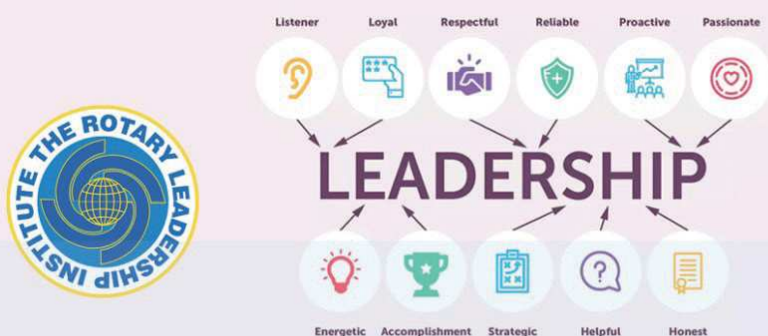 Listener Loyal Respectful Reliable Proactive Passionate
THE ROTARY LEADERSHIP INSTITUTE
LEADERSHIP
?
Energetic Accomplishment Strategic Helpful Honest